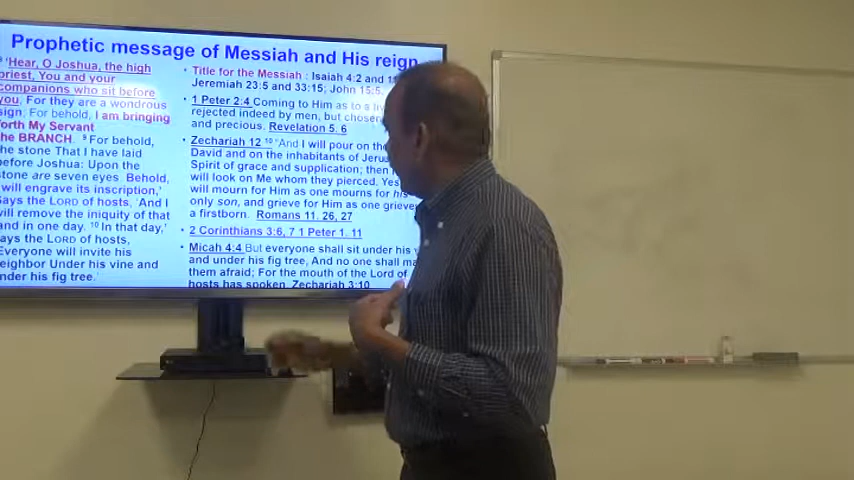 Prophetic message of Messiah and His reign
"Hear, O Joshua, the high
priest, You and your
companions who sit before
you, For they are a wondrous
sign; For behold, I am bringing
forth My Servant
the BRANCH. 9 For behold,
the stone That I have laid
before Joshua: Upon the
stone are seven eyes. Behold,
I will engrave its inscription,'
Says the LORD of hosts, 'And I
will remove the iniquity of that
land in one day. 10 In that day,'
says the LORD of hosts,
'Everyone will invite his
neighbor Under his vine and
under his fig tree.'
• Title for the Messiah : Isaiah 4:2 and
Jeremiah 23:5 and 33:15; John 15:5.
• 1 Peter 2:4 Coming to Him as to a
rejected indeed by men, but
and precious. Revelation 5. 6
• Zechariah 12 10 "And I will pour on the
David and on the inhabitants of
Spirit of grace and supplication; then
will look on Me whom they pierced. Yes
will mourn for Him as one mourns for his
only son, and grieve for Him as one
a firstborn. Romans 11. 26, 27
• 2 Corinthians 3:6, 7 1 Peter 1. 11
• Micah 4:4 But everyone shall sit under his
under his fig tree, And no one shall
them afraid; For the mouth of the Lord of
hosts has spoken. Zechariah 3:10